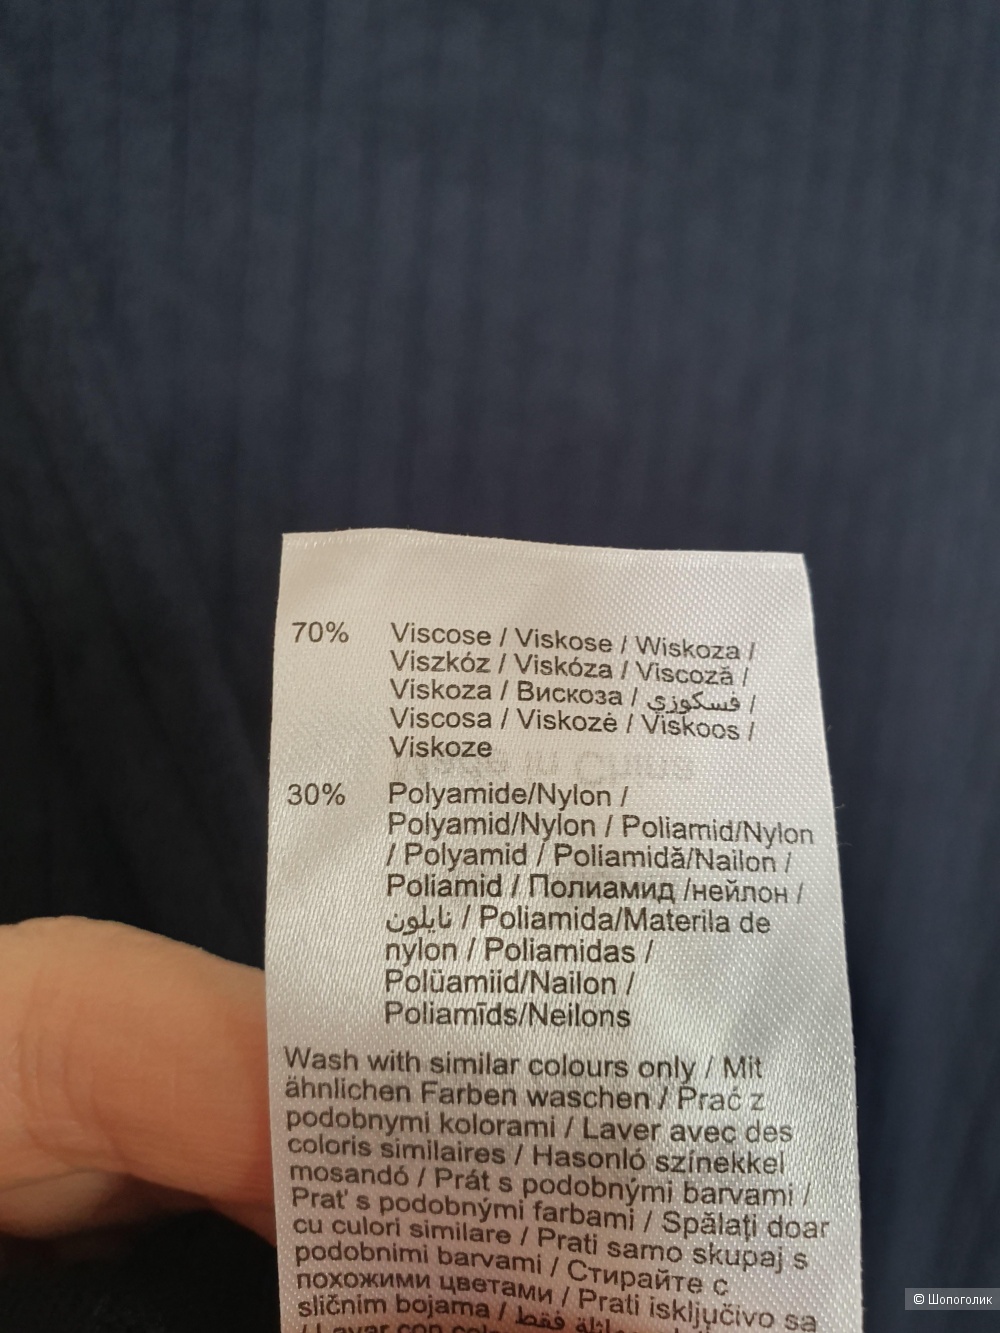 70% Viscose / Viskose / Wiskoza /
Viszkóz / Viskóza / Viscoză /
Viskoza / Вискоза / فسكوزي /
Viscosa / Viskozė / Viskoos /
Viskoze
30% Polyamide/Nylon /
Polyamid/Nylon / Poliamid/Nylon
/ Polyamid / Poliamidă/Nailon /
Poliamid / Полиамид /нейлон /
نايلون / Poliamida/Materila de
nylon / Poliamidas /
Polüamiid/Nailon /
Poliamīds/Neilons
Wash with similar colours only / Mit
ähnlichen Farben waschen / Prać z
podobnymi kolorami / Laver avec des
coloris similaires / Hasonló színekkel
mosandó / Prát s podobnými barvami /
Prať s podobnými farbami / Spălați doar
cu culori similare / Prati samo skupaj s
podobnimi barvami / Стирайте с
похожими цветами / Prati isključivo sa
sličnim bojama / فقط
/ Lavar con
© Шопоголик